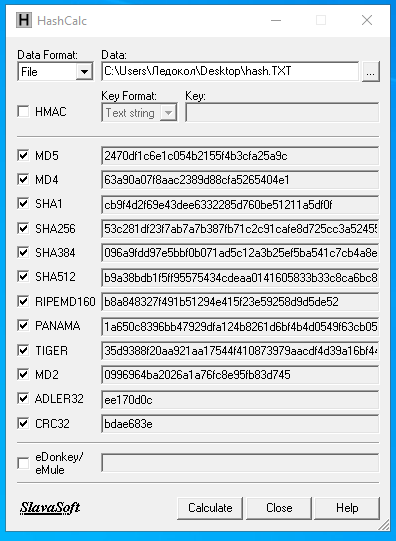 HashCalc
Data Format: Data:
File C:\Users\Ледокол\Desktop\hash.TXT ...
Key Format: Key:
HMAC Text string
MD5 2470df1c6e1c054b2155f4b3cfa25a9c
MD4 63a90a07f8aac2389d88cfa5265404e1
SHA1 cb9f4d2f69e43dee6332285d760be51211a5df0f
SHA256 53c281df23f7ab7a7b387fb71c2c91cafe8d725cc3a52455
SHA384 096a9fdd97e5bbf0b071ad5c12a3b25ef5ba541c7cb4a8e
SHA512 b9a38bdb1f5ff95575434cdeaa0141605833b33c8ca6bc8
RIPEMD160 b8a848327f491b51294e415f23e59258d9d5de52
PANAMA 1a650c8396bb47929dfa124b8261d6bf4b4d0549f63cb05
TIGER 35d9388f20aa921aa17544f410873979aacdf4d39a16bf44
MD2 0996964ba2026a1a76fc8e95fb83d745
ADLER32 ee170d0c
CRC32 bdae683e
eDonkey/
eMule
SlavaSoft Calculate Close Help